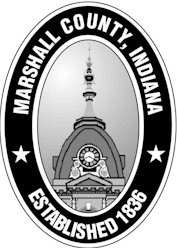 MARSHALL COUNTY, INDIANA
ESTABLISHED 1836